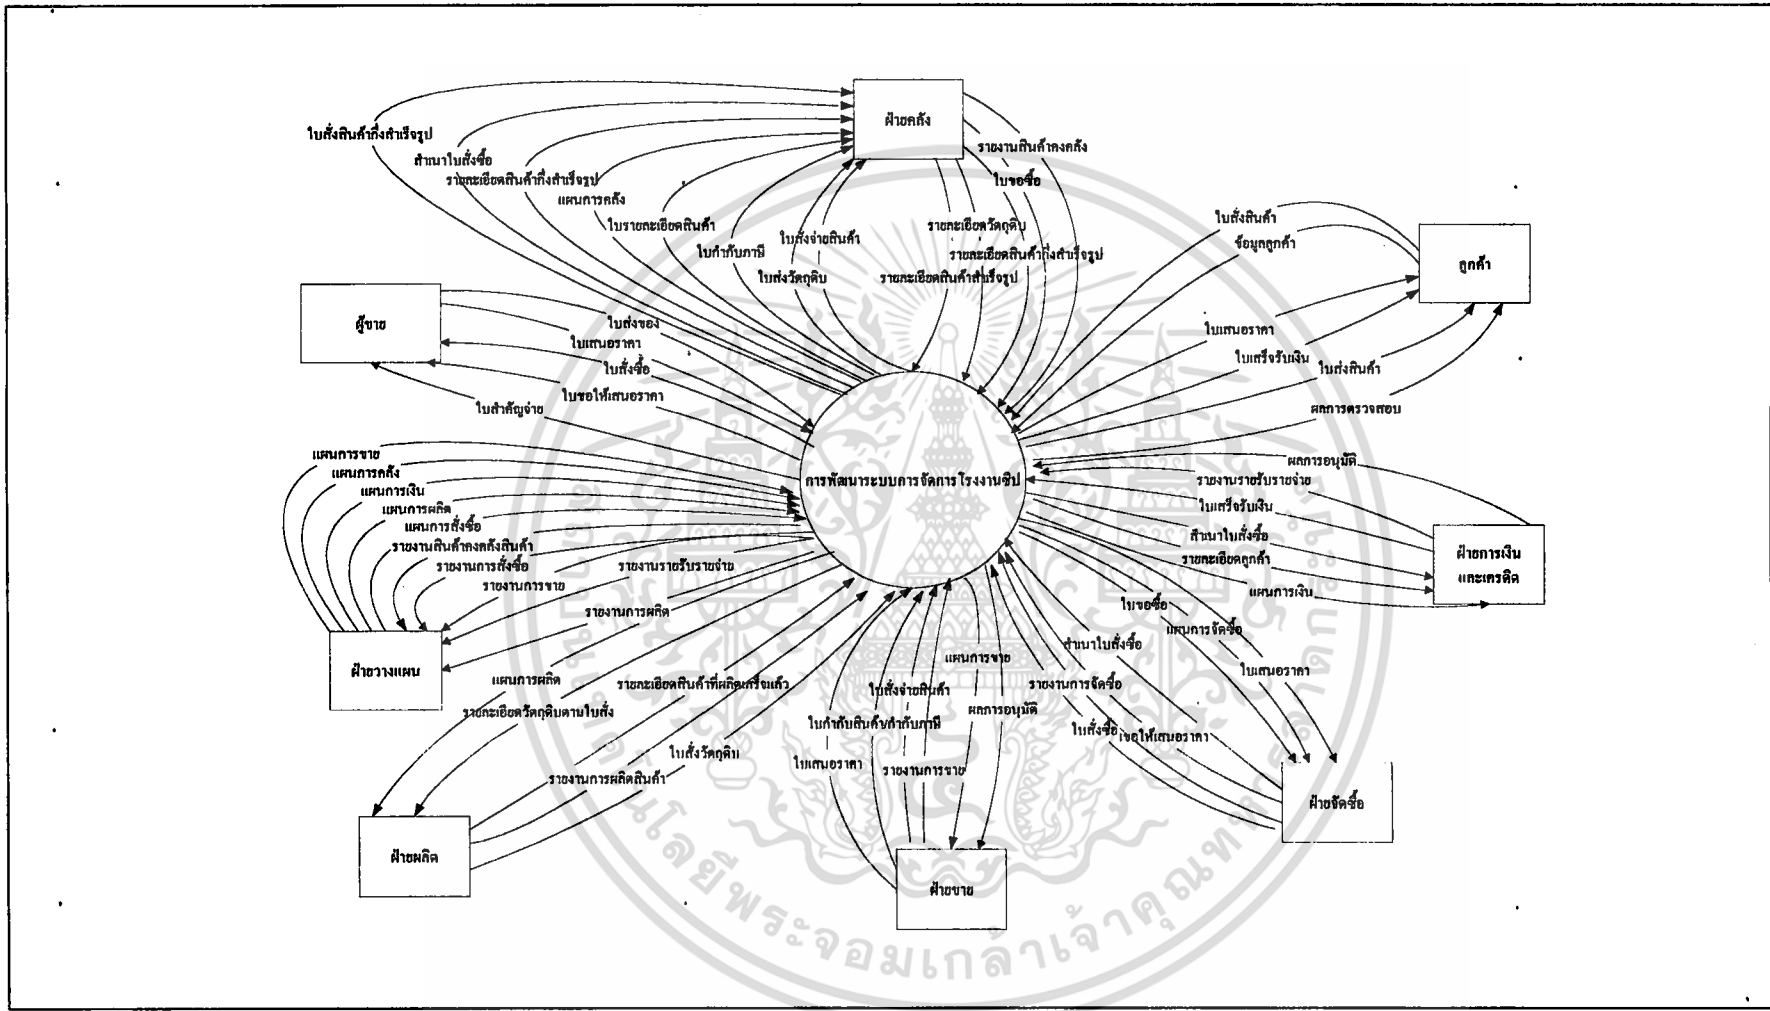 ฝ่ายคลัง
ใบสั่งสินค้ากึ่งสำเร็จรูป
สำเนาใบสั่งซื้อ
รายละเอียดสินค้ากึ่งสำเร็จรูป
แผนการคลัง
ใบรายละเอียดสินค้า
ใบกำกับภาษี
ใบส่งวัตถุดิบ
ใบสั่งจ่ายสินค้า
รายงานสินค้าคงคลัง
ใบขอซื้อ
รายละเอียดวัตถุดิบ
รายละเอียดสินค้ากึ่งสำเร็จรูป
รายละเอียดสินค้าสำเร็จรูป
ใบสั่งสินค้า
ข้อมูลลูกค้า
ลูกค้า
ใบเสนอราคา
ใบเสร็จรับเงิน
ใบส่งสินค้า
ผลการตรวจสอบ
ผู้ขาย
ใบส่งของ
ใบเสนอราคา
ใบสั่งซื้อ
ใบขอให้เสนอราคา
ใบสำคัญจ่าย
การพัฒนาระบบการจัดการโรงงานซิป
แผนการขาย
แผนการคลัง
แผนการเงิน
แผนการผลิต
แผนการสั่งซื้อ
รายงานสินค้าคงคลังสินค้า
รายงานการสั่งซื้อ
รายงานการขาย
รายงานรายรับรายจ่าย
รายงานการผลิต
ฝ่ายวางแผน
ผลการอนุมัติ
รายงานรายรับรายจ่าย
ใบเสร็จรับเงิน
สำเนาใบสั่งซื้อ
รายละเอียดลูกค้า
แผนการเงิน
ฝ่ายการเงิน
และเครดิต
แผนการผลิต
รายละเอียดวัตถุดิบตามใบสั่ง
รายละเอียดสินค้าที่ผลิตเสร็จแล้ว
ใบสั่งวัตถุดิบ
รายงานการผลิตสินค้า
ฝ่ายผลิต
แผนการขาย
ใบสั่งจ่ายสินค้า
ผลการอนุมัติ
ใบกำกับสินค้า/กำกับภาษี
ใบเสนอราคา
รายงานการขาย
ฝ่ายขาย
ใบขอซื้อ
แผนการจัดซื้อ
ใบเสนอราคา
สำเนาใบสั่งซื้อ
รายงานการจัดซื้อ
ใบสั่งซื้อ
ขอให้เสนอราคา
ฝ่ายจัดซื้อ